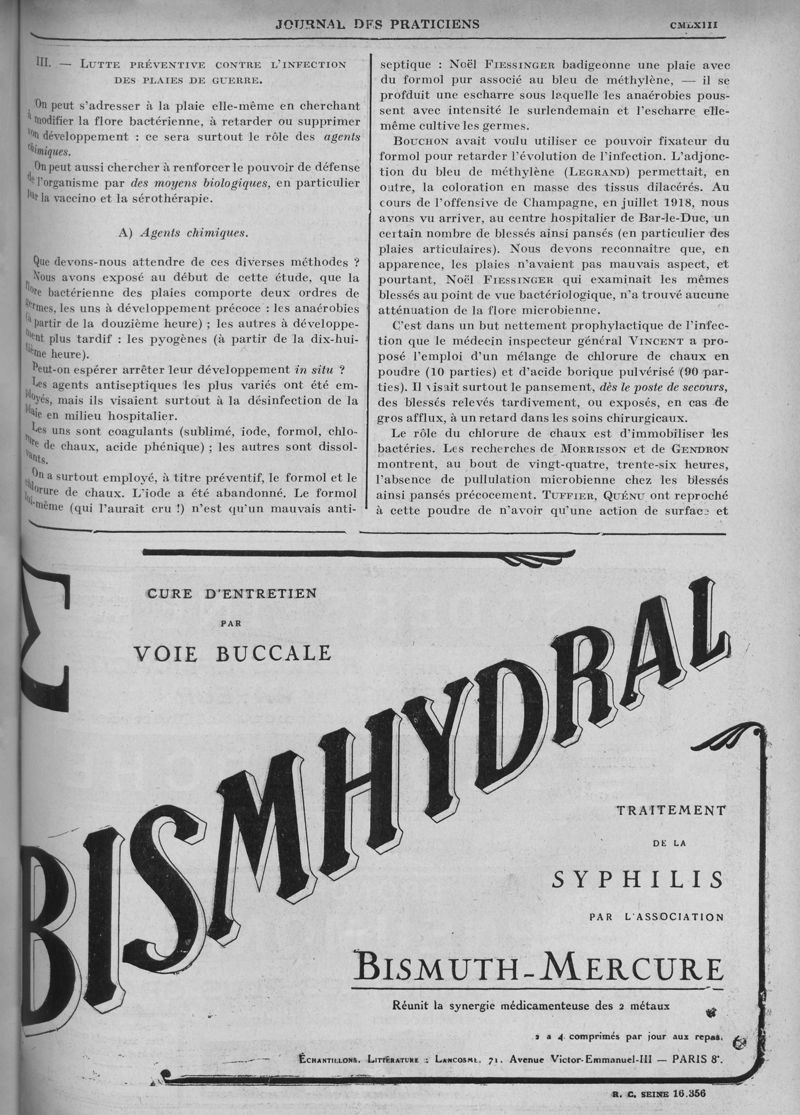 JOURNAL DES PRATICIENS
CMLXIII
III. — LUTTE PRÉVENTIVE CONTRE L'INFECTION
DES PLAIES DE GUERRE.
On peut s'adresser à la plaie elle-même en cherchant
à modifier la flore bactérienne, à retarder ou supprimer
son développement : ce sera surtout le rôle des agents
chimiques.
On peut aussi chercher à renforcer le pouvoir de défense
de l'organisme par des moyens biologiques, en particulier
par la vaccino et la sérothérapie.
A) Agents chimiques.
Que devons-nous attendre de ces diverses méthodes ?
Nous avons exposé au début de cette étude, que la
flore bactérienne des plaies comporte deux ordres de
germes, les uns à développement précoce : les anaérobies
(à partir de la douzième heure) ; les autres à développe-
ment plus tardif : les pyogènes (à partir de la dix-hui-
tième heure).
Peut-on espérer arrêter leur développement in situ ?
Les agents antiseptiques les plus variés ont été em-
ployés, mais ils visaient surtout à la désinfection de la
plaie en milieu hospitalier.
Les uns sont coagulants (sublimé, iode, formol, chlo-
rure de chaux, acide phénique) ; les autres sont dissol-
vants.
On a surtout employé, à titre préventif, le formol et le
chlorure de chaux. L'iode a été abandonné. Le formol
lui-même (qui l'aurait cru !) n'est qu'un mauvais anti-
septique : Noël FIESSINGER badigeonne une plaie avec
du formol pur associé au bleu de méthylène, — il se
profduit une escharre sous laquelle les anaérobies pous-
sent avec intensité le surlendemain et l'escharre elle-
même cultive les germes.
BOUCHON avait voulu utiliser ce pouvoir fixateur du
formol pour retarder l'évolution de l'infection. L'adjonc-
tion du bleu de méthylène (LEGRAND) permettait, en
outre, la coloration en masse des tissus dilacérés. Au
cours de l'offensive de Champagne, en juillet 1918, nous
avons vu arriver, au centre hospitalier de Bar-le-Duc, un
certain nombre de blessés ainsi pansés (en particulier des
plaies articulaires). Nous devons reconnaître que, en
apparence, les plaies n'avaient pas mauvais aspect, et
pourtant, Noël FIESSINGER qui examinait les mêmes
blessés au point de vue bactériologique, n'a trouvé aucune
atténuation de la flore microbienne.
C'est dans un but nettement prophylactique de l'infec-
tion que le médecin inspecteur général VINCENT a pro-
posé l'emploi d'un mélange de chlorure de chaux en
poudre (10 parties) et d'acide borique pulvérisé (90 par-
ties). Il visait surtout le pansement, dès le poste de secours,
des blessés relevés tardivement, ou exposés, en cas de
gros afflux, à un retard dans les soins chirurgicaux.
Le rôle du chlorure de chaux est d'immobiliser les
bactéries. Les recherches de MORRISSON et de GENDRON
montrent, au bout de vingt-quatre, trente-six heures,
l'absence de pullulation microbienne chez les blessés
ainsi pansés précocement. TUFFIER, QUÉNU ont reproché
à cette poudre de n'avoir qu'une action de surface et
CURE D'ENTRETIEN
PAR
VOIE BUCCALE
BISMHYDRAL
TRAITEMENT
DE LA
SYPHILIS
PAR L'ASSOCIATION
BISMUTH-MERCURE
Réunit la synergie médicamenteuse des 2 métaux
2 a 4 comprimés par jour aux repas.
ÉCHANTILLONS, LITTÉRATURE : LANCOSME, 71, Avenue Victor-Emmanuel-III — PARIS 8e.
R. C. SEINE 16.356